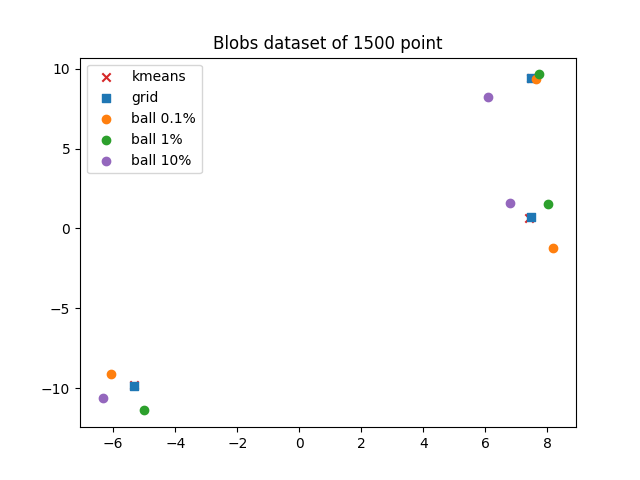 Blobs dataset of 1500 point
kmeans
grid
ball 0.1%
ball 1%
ball 10%
10
5
0
−5
−10
−6 −4 −2 0 2 4 6 8